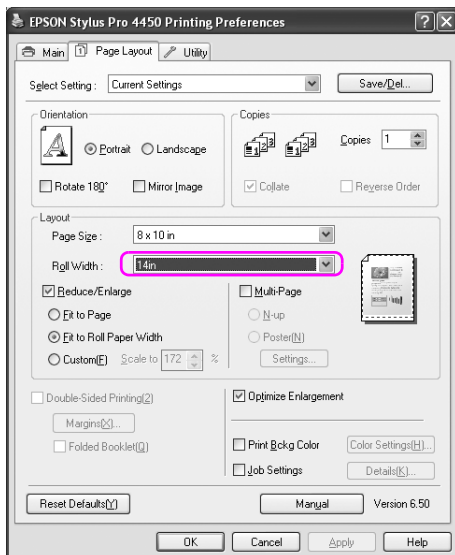 EPSON Stylus Pro 4450 Printing Preferences
Main Page Layout Utility
Select Setting : Current Settings Save/Del...
Orientation Copies
Portrait Landscape Copies 1
Rotate 180° Mirror Image Collate Reverse Order
Layout
Page Size : 8 x 10 in
Roll Width : 14in
Reduce/Enlarge Multi-Page
Fit to Page N-up
Fit to Roll Paper Width Poster(N)
Custom(F) Scale to 172 % Settings...
Double-Sided Printing(2) Optimize Enlargement
Margins(X)...
Folded Booklet(Q) Print Bckg Color Color Settings(H)...
Job Settings Details(K)...
Reset Defaults(Y) Manual Version 6.50
OK Cancel Apply Help